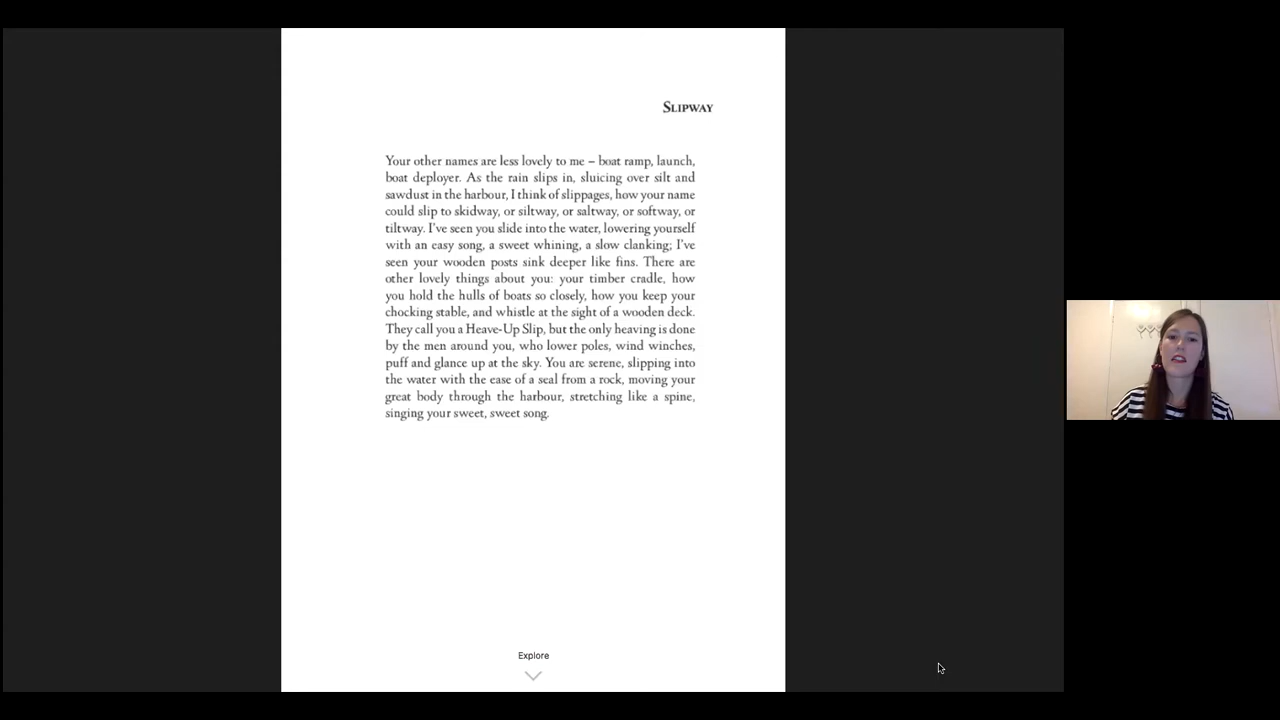 SLIPWAY
Your other names are less lovely to me – boat ramp, launch,
boat deployer. As the rain slips in, sluicing over silt and
sawdust in the harbour, I think of slippages, how your name
could slip to skidway, or siltway, or saltway, or softway, or
tiltway. I've seen you slide into the water, lowering yourself
with an easy song, a sweet whining, a slow clanking; I've
seen your wooden posts sink deeper like fins. There are
other lovely things about you: your timber cradle, how
you hold the hulls of boats so closely, how you keep your
chocking stable, and whistle at the sight of a wooden deck.
They call you a Heave-Up Slip, but the only heaving is done
by the men around you, who lower poles, wind winches,
puff and glance up at the sky. You are serene, slipping into
the water with the ease of a seal from a rock, moving your
great body through the harbour, stretching like a spine,
singing your sweet, sweet song.
Explore